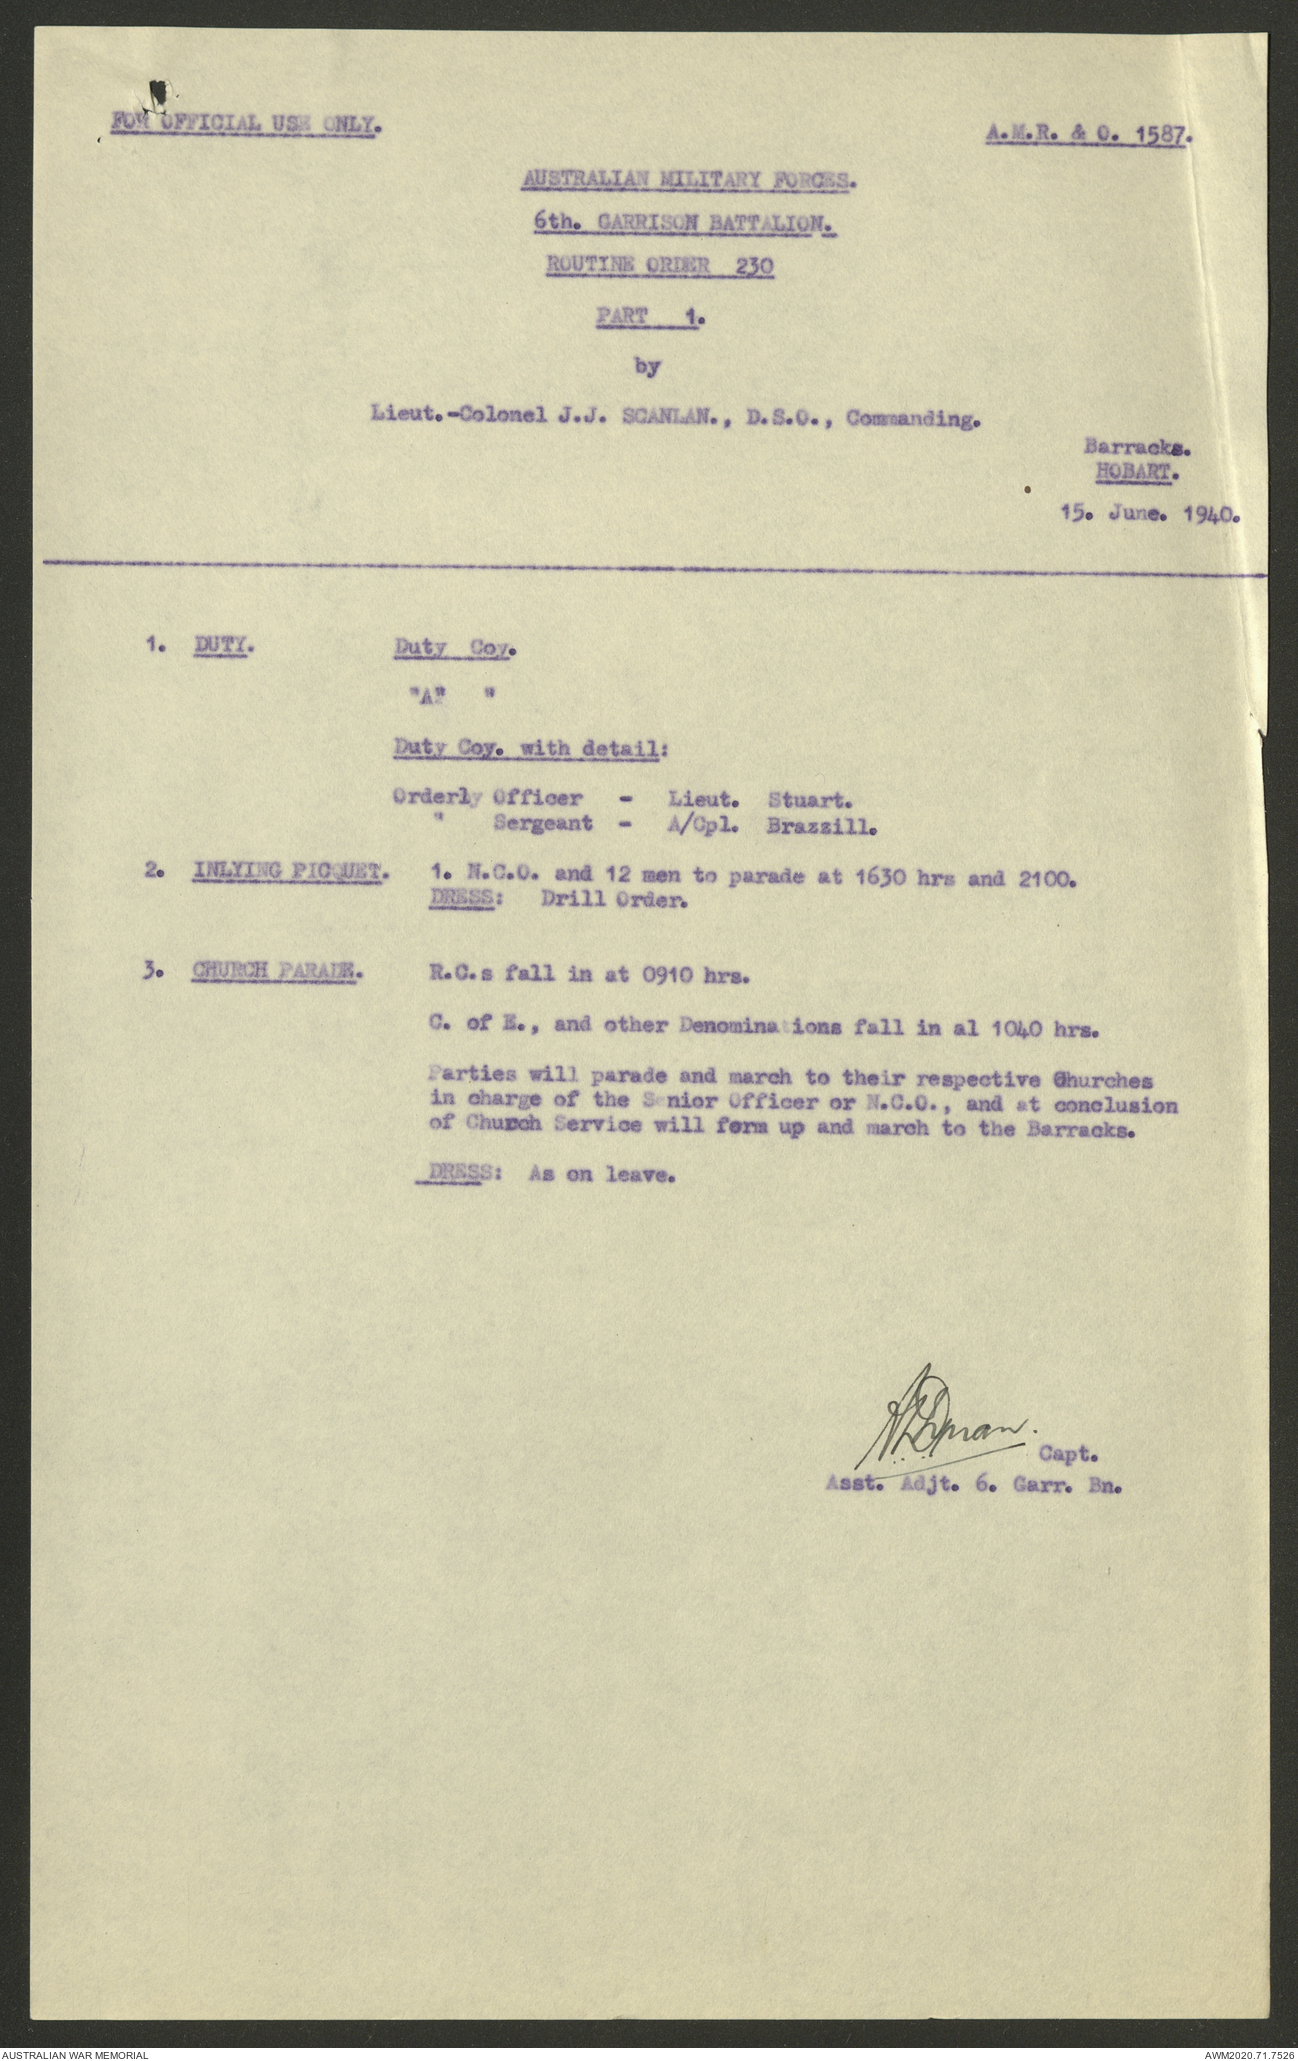 FOR OFFICIAL USE ONLY.
A.M.R. & O. 1587.
AUSTRALIAN MILITARY FORCES.
6th. GARRISON BATTALION.
ROUTINE ORDER 230
PART 1.
by
Lieut.-Colonel J.J. SCANLAN., D.S.O., Commanding.
Barracks.
HOBART.
15. June. 1940.
1. DUTY. Duty Coy.
"A" "
Duty Coy. with detail:
Orderly Officer - Lieut. Stuart.
" Sergeant - A/Cpl. Brazzill.
2. INLYING PICQUET. 1. N.C.O. and 12 men to parade at 1630 hrs and 2100.
DRESS: Drill Order.
3. CHURCH PARADE. R.C.s fall in at 0910 hrs.
C. of E., and other Denominations fall in al 1040 hrs.
Parties will parade and march to their respective Churches
in charge of the Senior Officer or N.C.O., and at conclusion
of Church Service will form up and march to the Barracks.
DRESS: As on leave.
Capt.
Asst. Adjt. 6. Garr. Bn.
AUSTRALIAN WAR MEMORIAL
AWM2020.71.7526